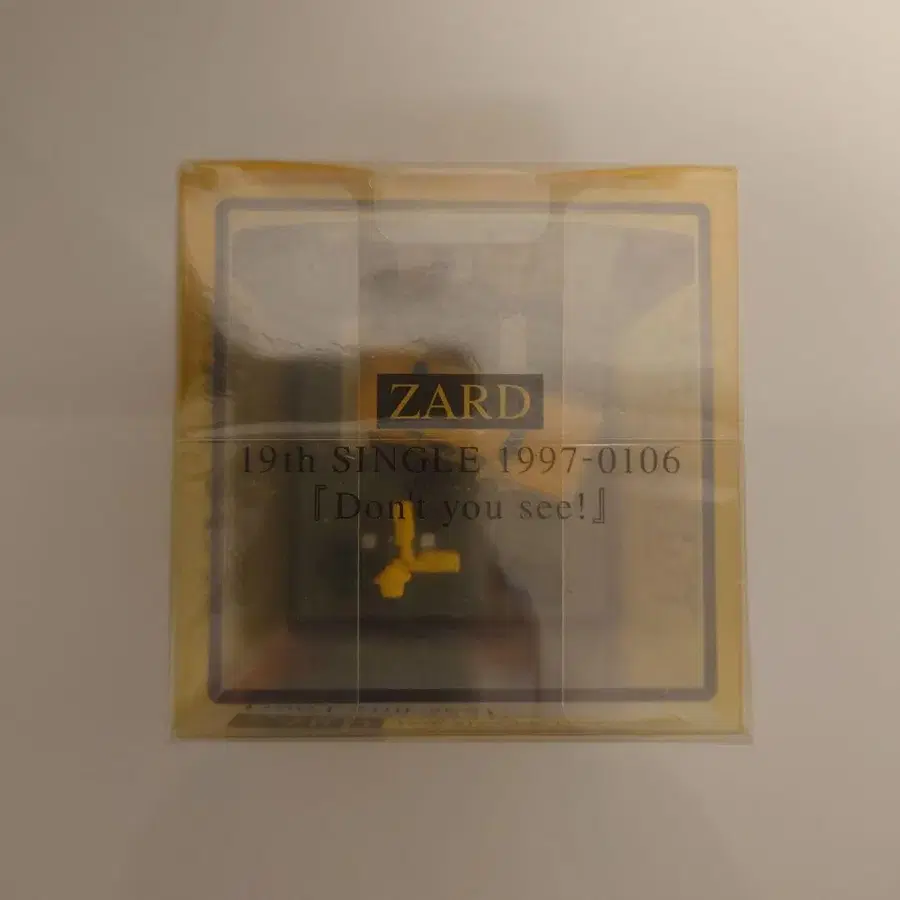 ZARD
19th SINGLE 1997-0106
『Don't you see!』